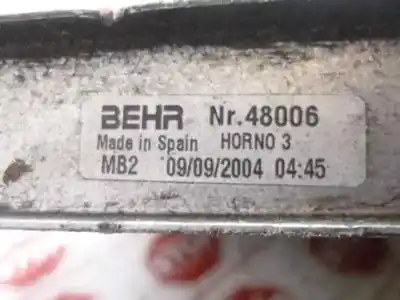 BEHR Nr.48006
Made in Spain HORNO 3
MB2 09/09/2004 04:45